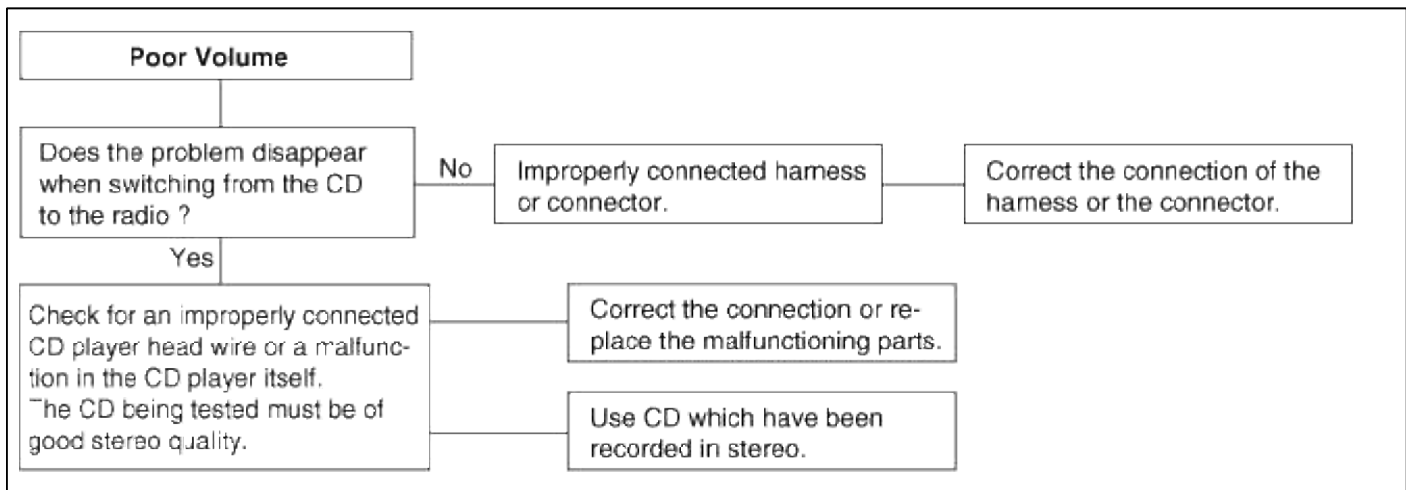 Poor Volume
Does the problem disappear
when switching from the CD
to the radio ?
No
Improperly connected harness
or connector.
Correct the connection of the
harness or the connector.
Yes
Check for an improperly connected
CD player head wire or a malfunc-
tion in the CD player itself.
The CD being tested must be of
good stereo quality.
Correct the connection or re-
place the malfunctioning parts.
Use CD which have been
recorded in stereo.